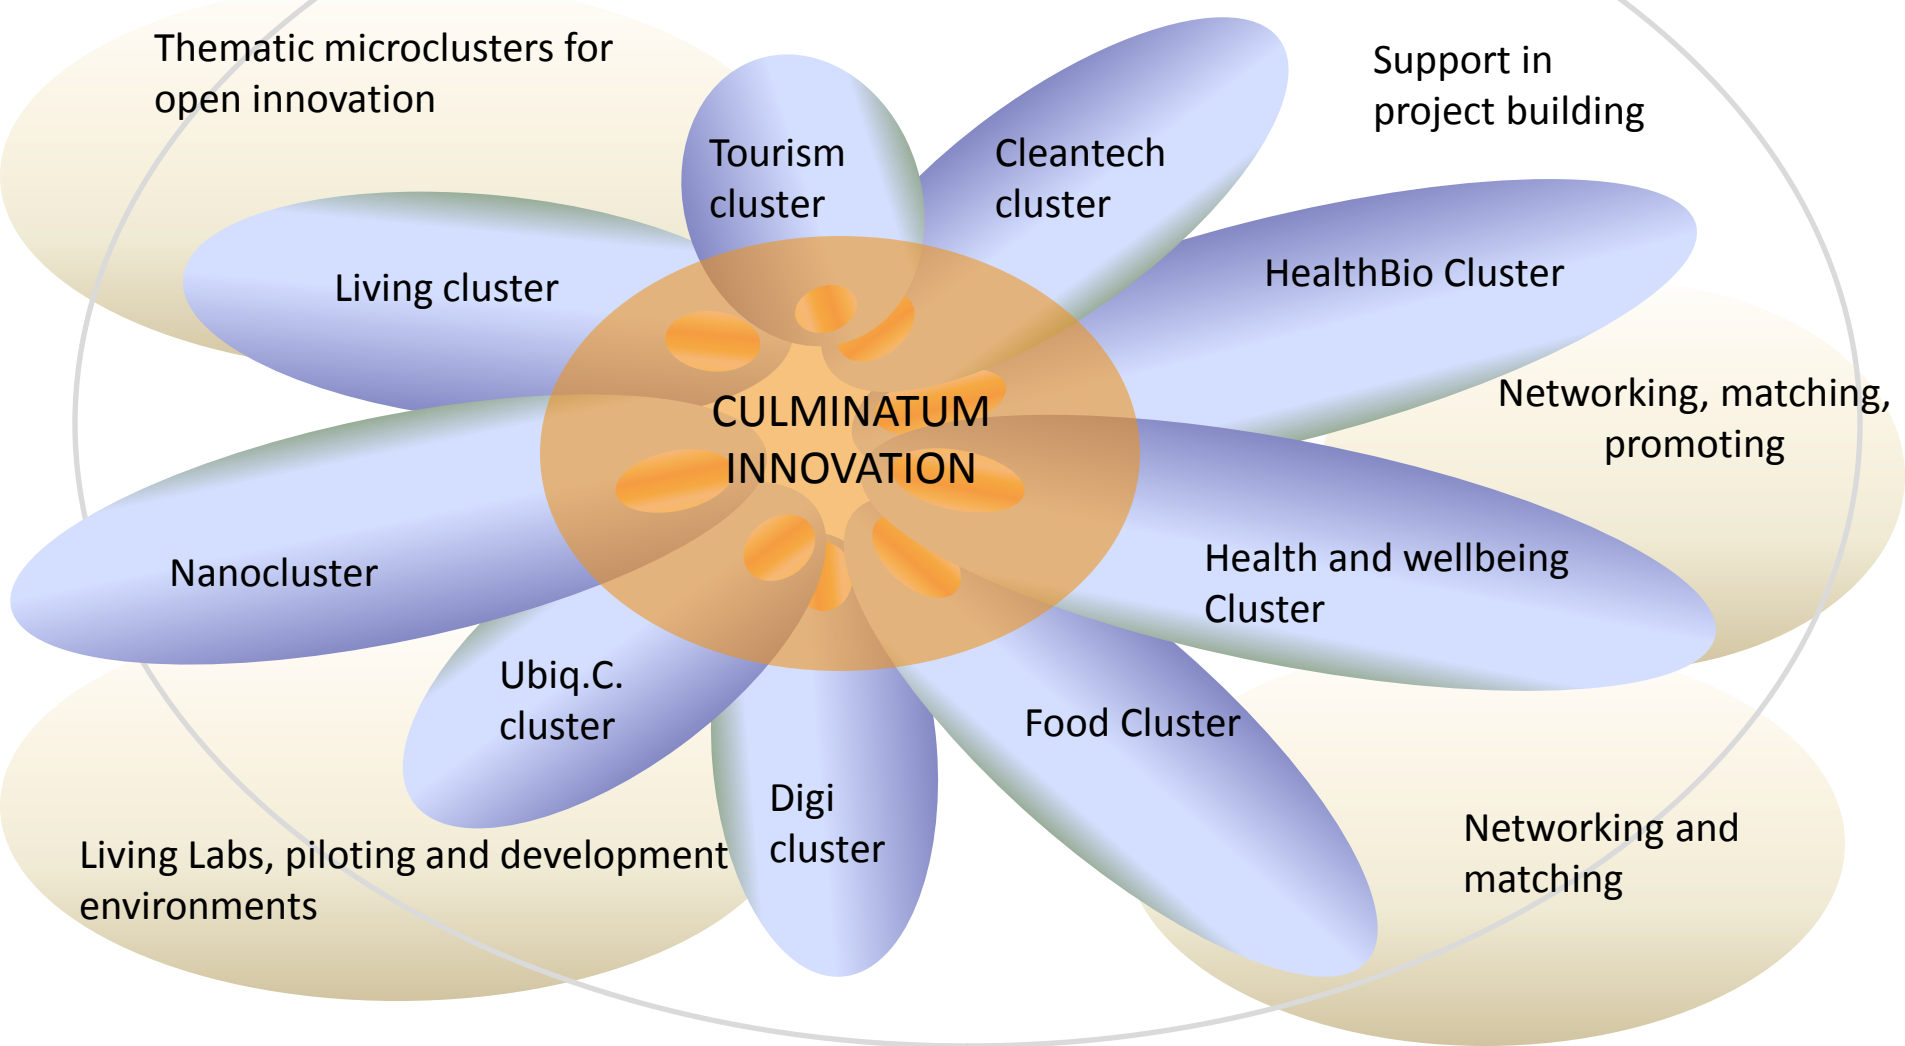 Thematic microclusters for
open innovation
Support in
project building
Tourism
cluster
Cleantech
cluster
Living cluster
HealthBio Cluster
Networking, matching,
promoting
CULMINATUM
INNOVATION
Nanocluster
Health and wellbeing
Cluster
Ubiq.C.
cluster
Food Cluster
Digi
cluster
Living Labs, piloting and development
environments
Networking and
matching